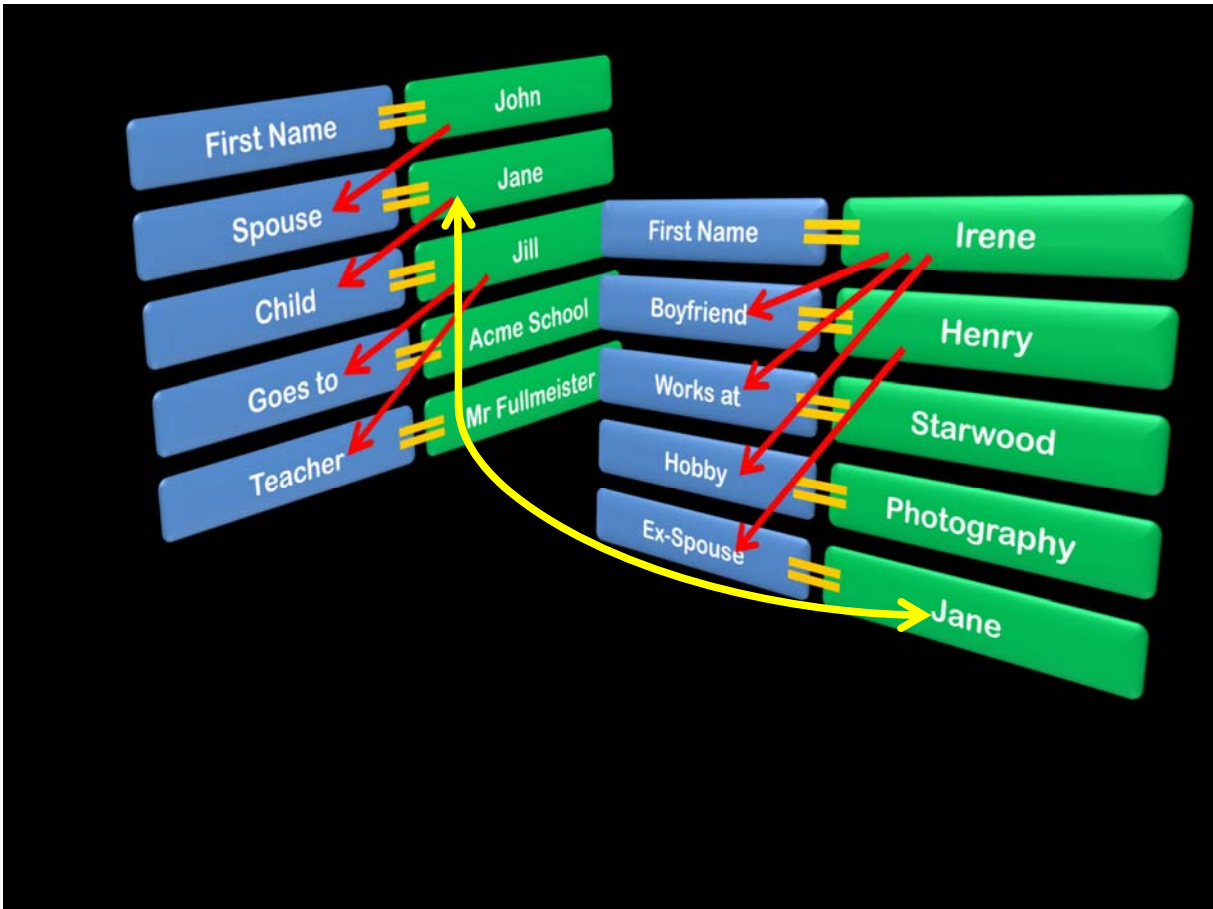 First Name = John
Spouse = Jane
Child = Jill
Goes to = Acme School
Teacher = Mr Fullmeister
First Name = Irene
Boyfriend = Henry
Works at = Starwood
Hobby = Photography
Ex-Spouse = Jane